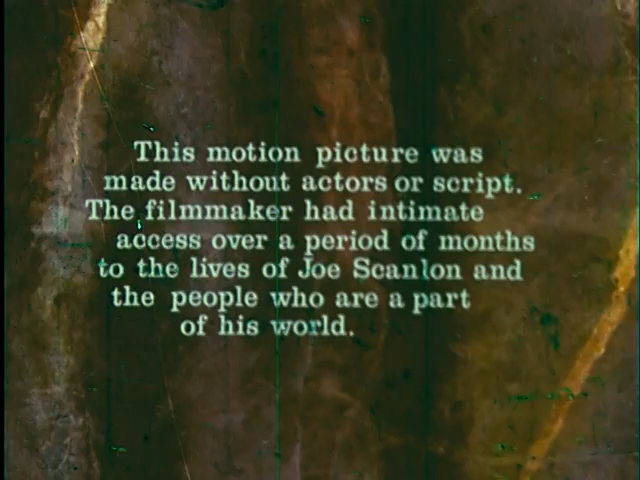 This motion picture was
made without actors or script.
The filmmaker had intimate
access over a period of months
to the lives of Joe Scanlon and
the people who are a part
of his world.